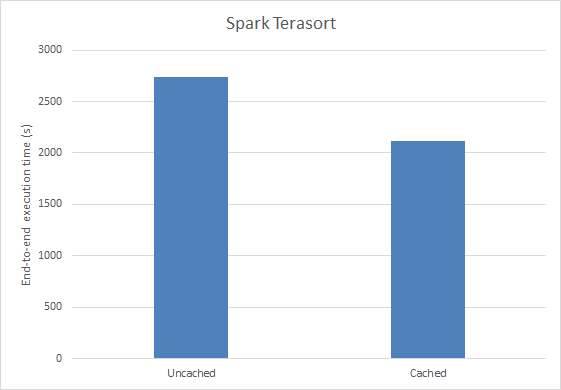 Spark Terasort
End-to-end execution time (s)
3000
2500
2000
1500
1000
500
0
Uncached
Cached